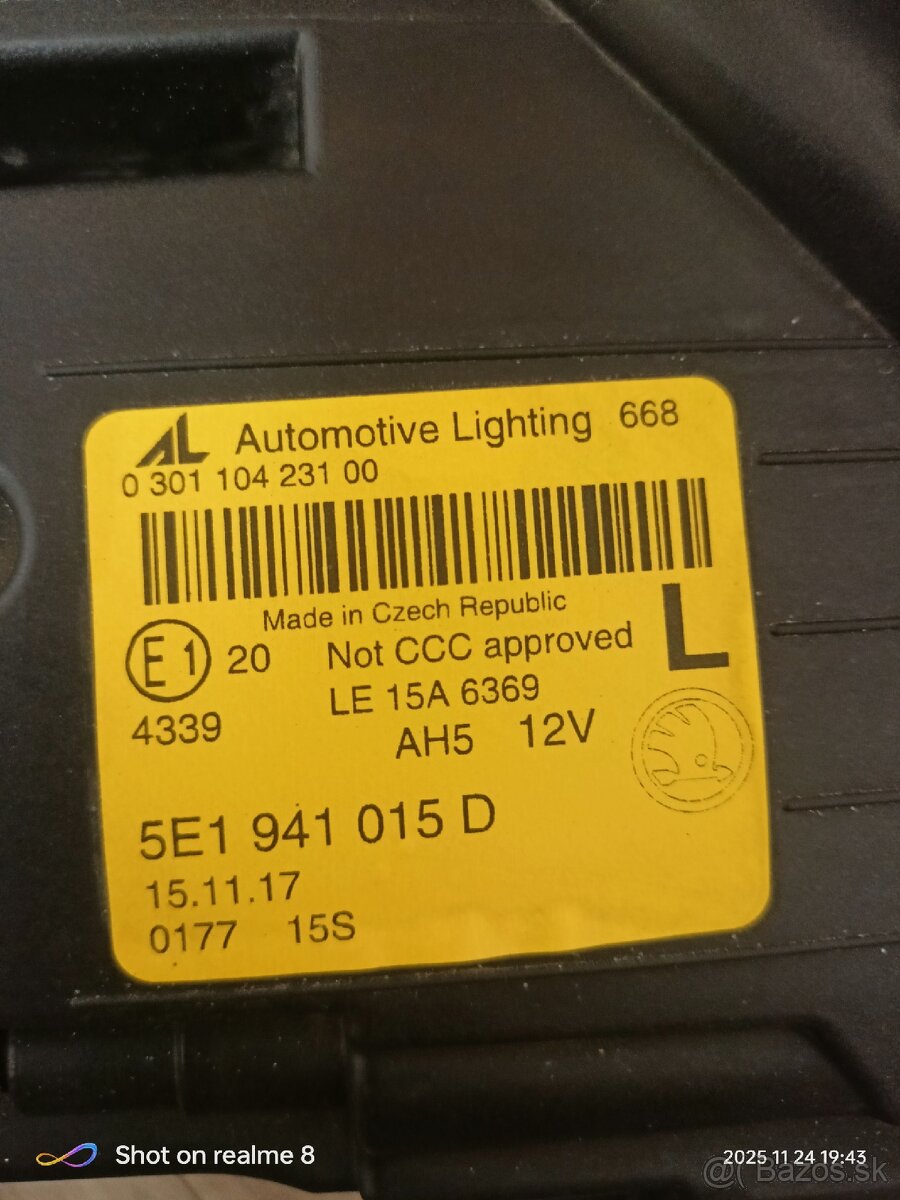 AL Automotive Lighting 668
0 301 104 231 00
Made in Czech Republic
E1 20 Not CCC approved L
LE 15A 6369
4339
AH5 12V
5E1 941 015 D
15.11.17
0177 15S
Shot on realme 8
2025 11 24 19:43
@ Bazos.sk